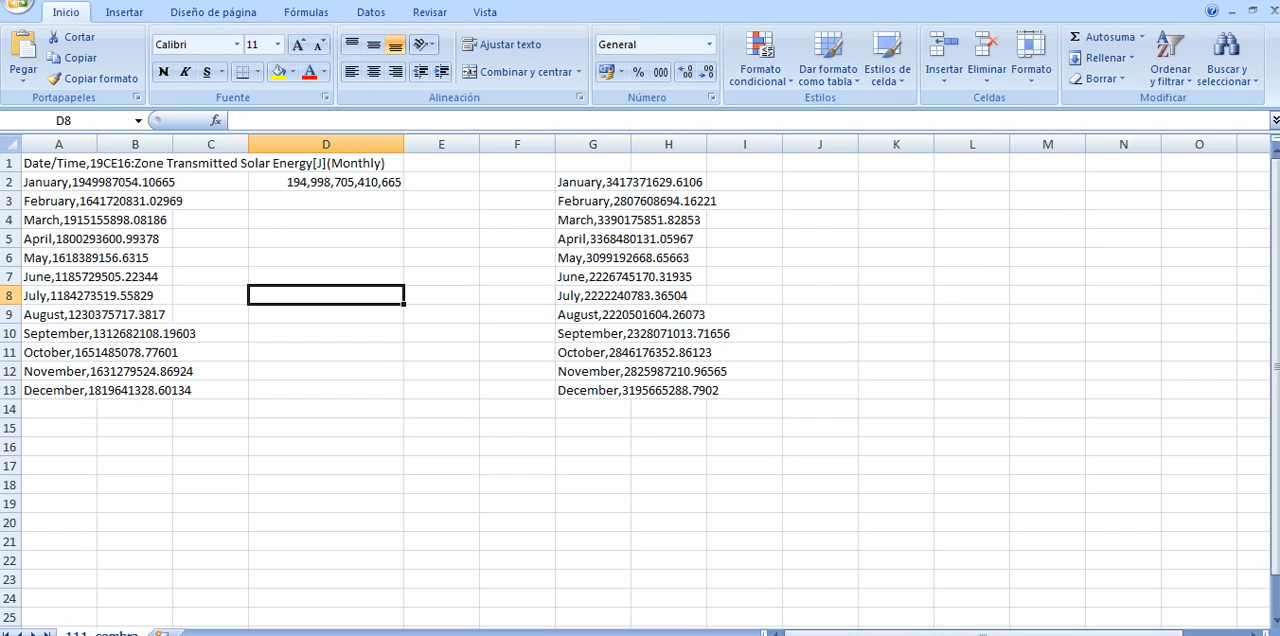 Inicio Insertar Diseño de página Fórmulas Datos Revisar Vista
Cortar Calibri 11 A A Ajustar texto General Autosuma
Copiar
Pegar Copiar formato N K S A Combinar y centrar % 000 Formato condicional Dar formato como tabla Estilos de celda Insertar Eliminar Formato Rellenar Borrar Ordenar y filtrar Buscar y seleccionar
Portapapeles Fuente Alineación Número Estilos Celdas Modificar
D8 fx
A B C D E F G H I J K L M N O
1 Date/Time,19CE16:Zone Transmitted Solar Energy[J](Monthly)
2 January,1949987054.10665 194,998,705,410,665 January,3417371629.6106
3 February,1641720831.02969 February,2807608694.16221
4 March,1915155898.08186 March,3390175851.82853
5 April,1800293600.99378 April,3368480131.05967
6 May,1618389156.6315 May,3099192668.65663
7 June,1185729505.22344 June,2226745170.31935
8 July,1184273519.55829 July,2222240783.36504
9 August,1230375717.3817 August,2220501604.26073
10 September,1312682108.19603 September,2328071013.71656
11 October,1651485078.77601 October,2846176352.86123
12 November,1631279524.86924 November,2825987210.96565
13 December,1819641328.60134 December,3195665288.7902
14
15
16
17
18
19
20
21
22
23
24
25